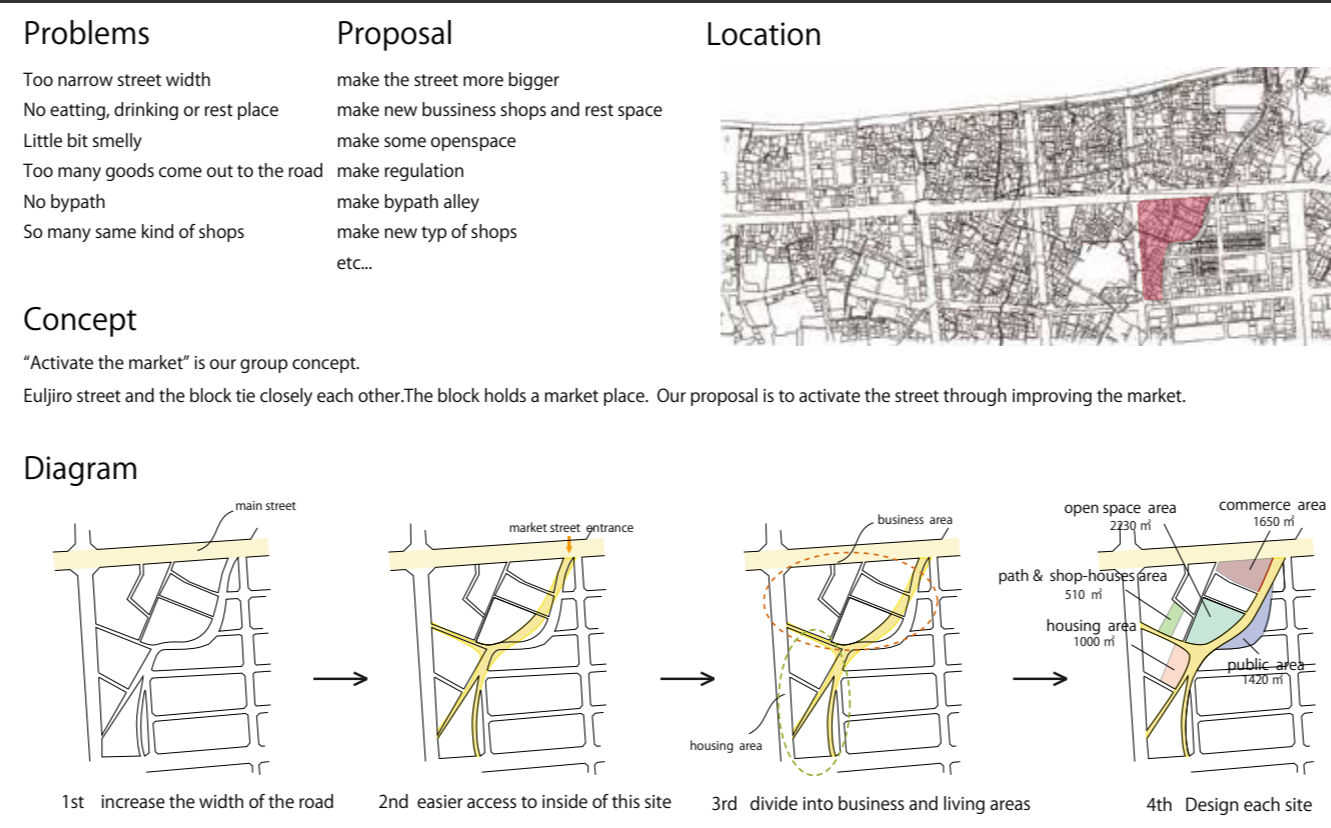 Problems
Too narrow street width
No eatting, drinking or rest place
Little bit smelly
Too many goods come out to the road
No bypath
So many same kind of shops
Proposal
make the street more bigger
make new bussiness shops and rest space
make some openspace
make regulation
make bypath alley
make new typ of shops
etc...
Location
Concept
“Activate the market” is our group concept.
Euljiro street and the block tie closely each other.The block holds a market place. Our proposal is to activate the street through improving the market.
Diagram
main street
1st increase the width of the road
market street entrance
2nd easier access to inside of this site
business area
housing area
3rd divide into business and living areas
open space area
2230 ㎡
commerce area
1650 ㎡
path & shop-houses area
510 ㎡
housing area
1000 ㎡
public area
1420 ㎡
4th Design each site